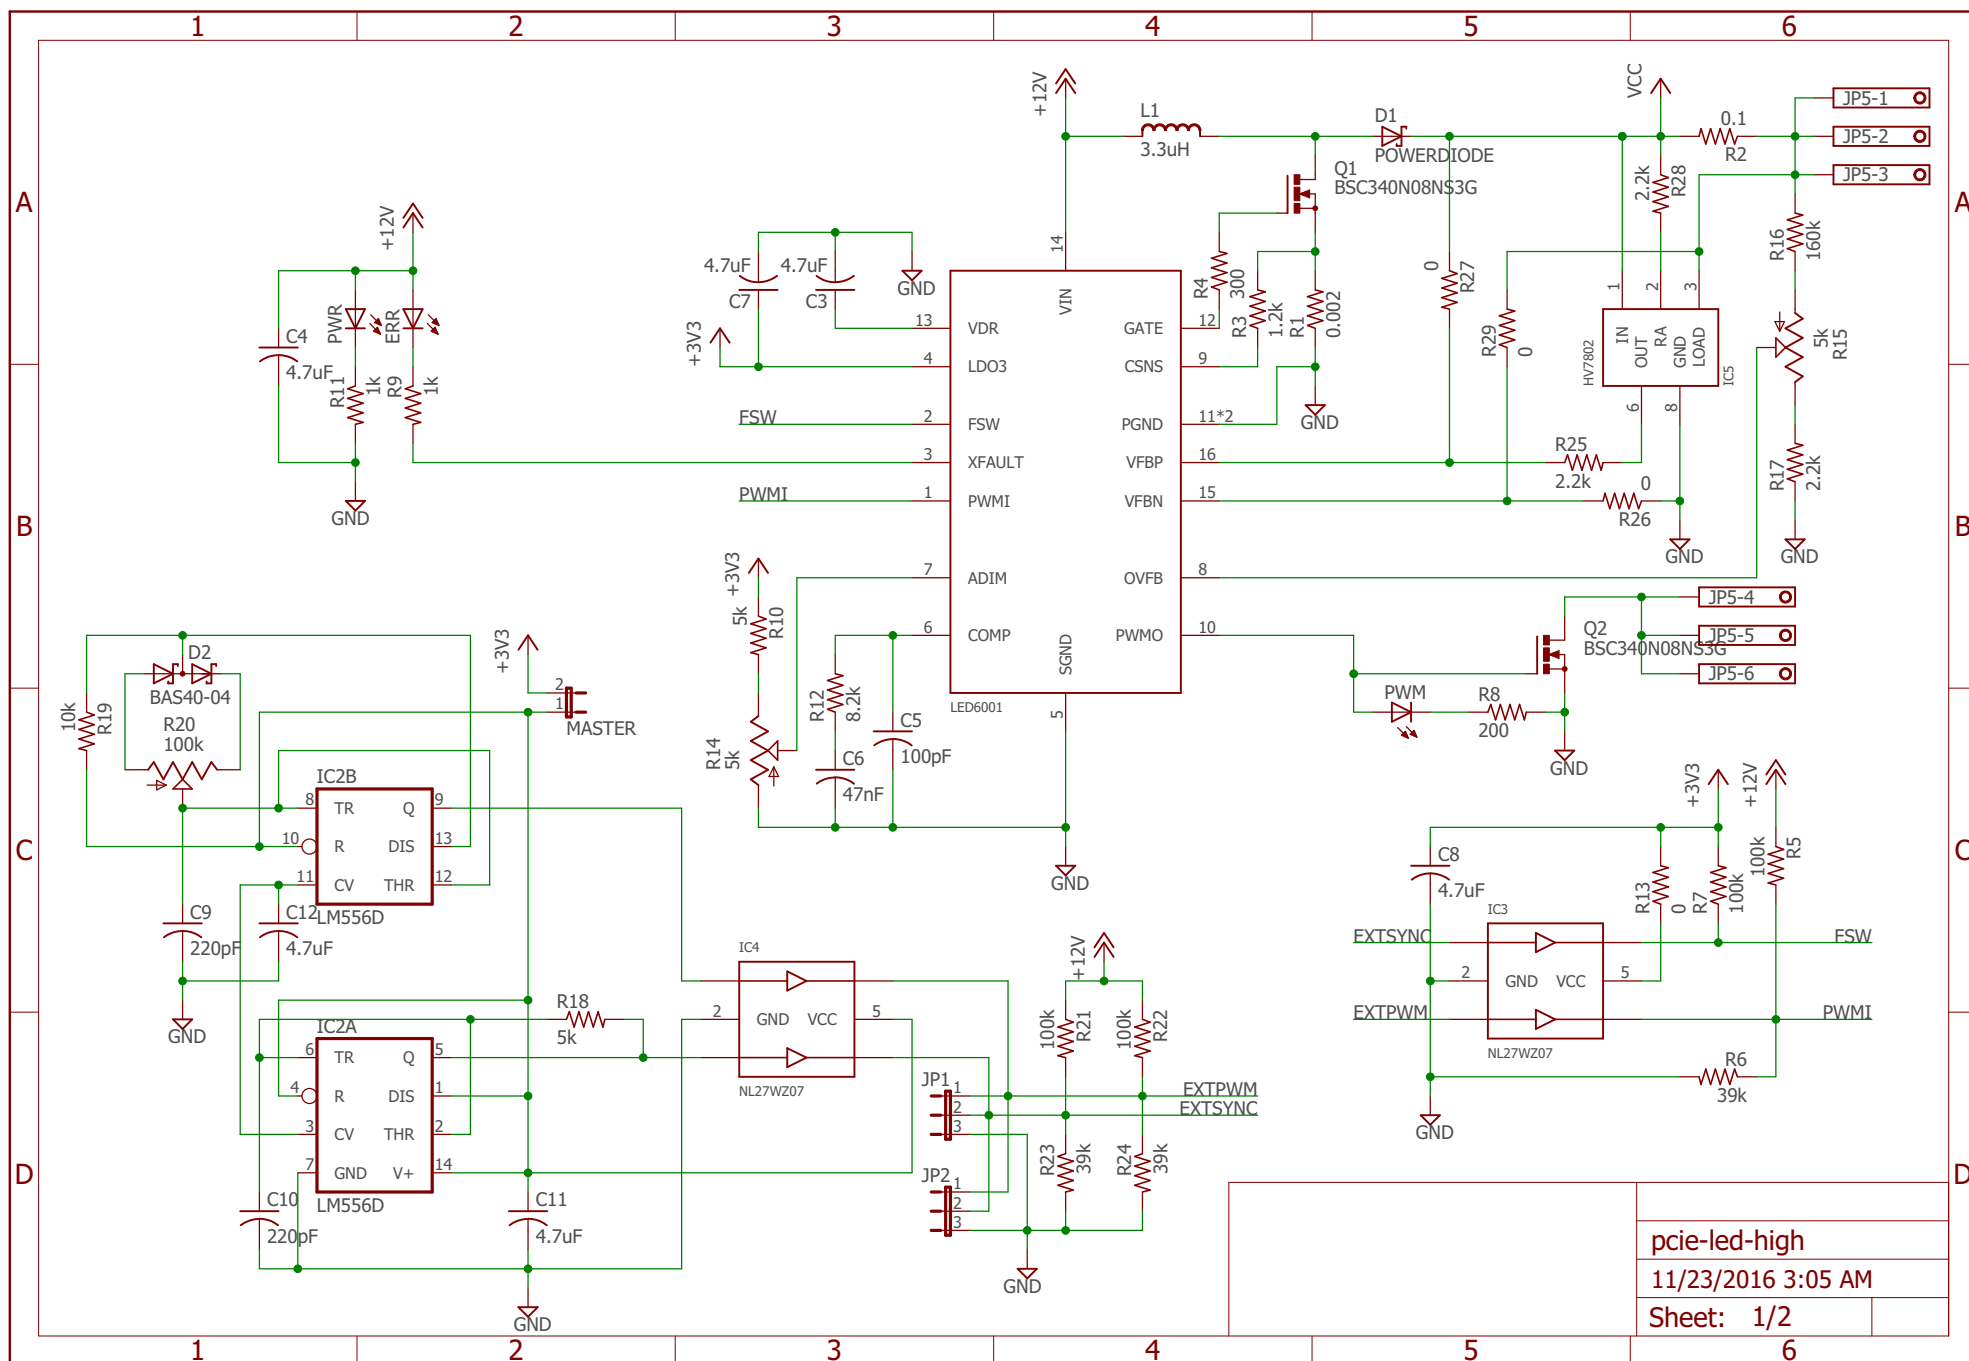 1 2 3 4 5 6
A
B
C
D
A
B
C
D
+12V
L1
3.3uH
D1
POWERDIODE
VCC
0.1
R2
JP5-1
JP5-2
JP5-3
Q1
BSC340N08NS3G
2.2k
R28
R16
160k
+12V
4.7uF
C7
4.7uF
C3
GND
+3V3
C4
4.7uF
PWR
ERR
R11
1k
R9
1k
GND
14
VIN
13 VDR
4 LDO3
2 FSW
3 XFAULT
1 PWMI
7 ADIM
6 COMP
GATE 12
CSNS 9
PGND 11*2
VFBP 16
VFBN 15
OVFB 8
PWMO 10
SGND
5
LED6001
FSW
PWMI
R4
300
R3
1.2k
R1
0.002
GND
0
R27
R29
0
HV7802
1
2
3
IN
OUT
RA
GND
LOAD
IC5
6
8
R25
2.2k
0
R26
GND
5k
R15
R17
2.2k
GND
+3V3
5k
R10
R14
5k
R12
8.2k
C6
47nF
C5
100pF
GND
JP5-4
JP5-5
JP5-6
Q2
BSC340N08NS3G
PWM
R8
200
GND
D2
BAS40-04
R20
100k
10k
R19
+3V3
2
1
MASTER
IC2B
8 TR Q 9
10 R DIS 13
11 CV THR 12
LM556D
C9
220pF
C12
4.7uF
GND
IC2A
6 TR Q 5
4 R DIS 1
3 CV THR 2
7 GND V+ 14
LM556D
R18
5k
C10
220pF
C11
4.7uF
GND
IC4
2 GND VCC 5
NL27WZ07
+12V
100k
R21
100k
R22
JP1
1
2
3
JP2
1
2
3
EXTPWM
EXTSYNC
R23
39k
R24
39k
GND
+3V3
+12V
C8
4.7uF
R13
0
R7
100k
100k
R5
IC3
EXTSYNC
FSW
2 GND VCC 5
EXTPWM
PWMI
NL27WZ07
R6
39k
GND
pcie-led-high
11/23/2016 3:05 AM
Sheet: 1/2
1 2 3 4 5 6